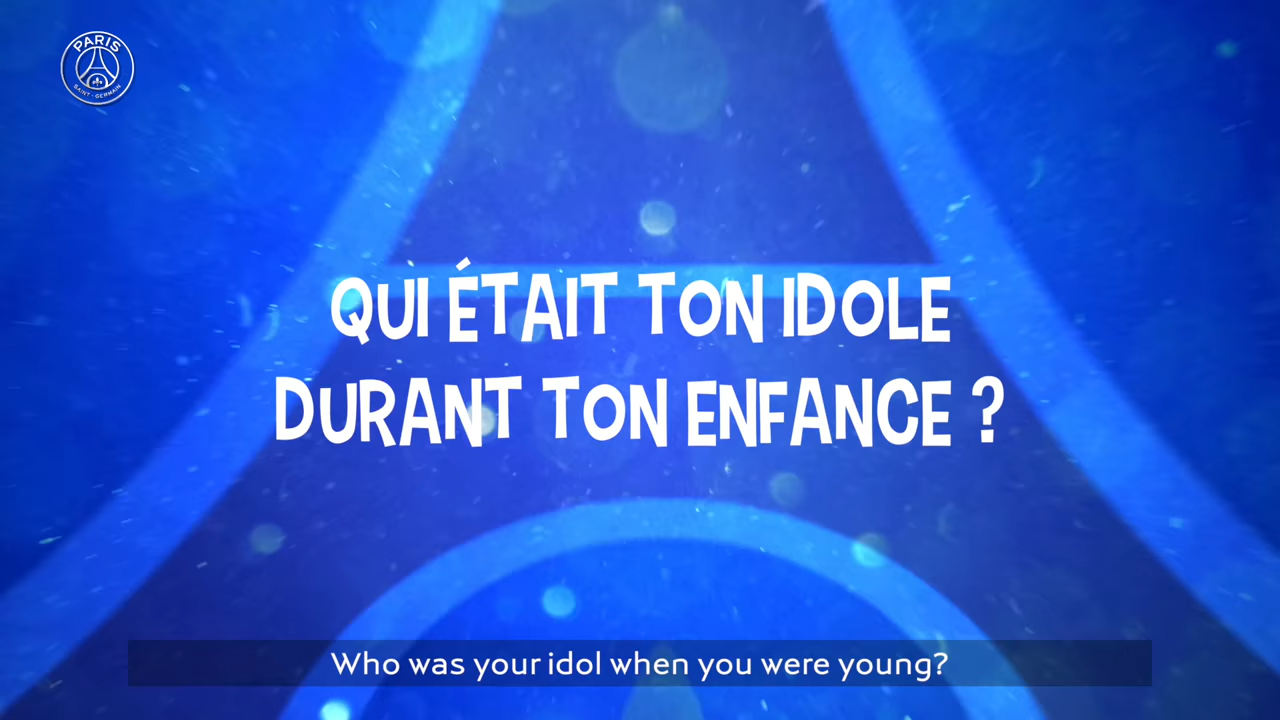 PARIS
SAINT-GERMAIN
QUI ÉTAIT TON IDOLE
DURANT TON ENFANCE ?
Who was your idol when you were young?